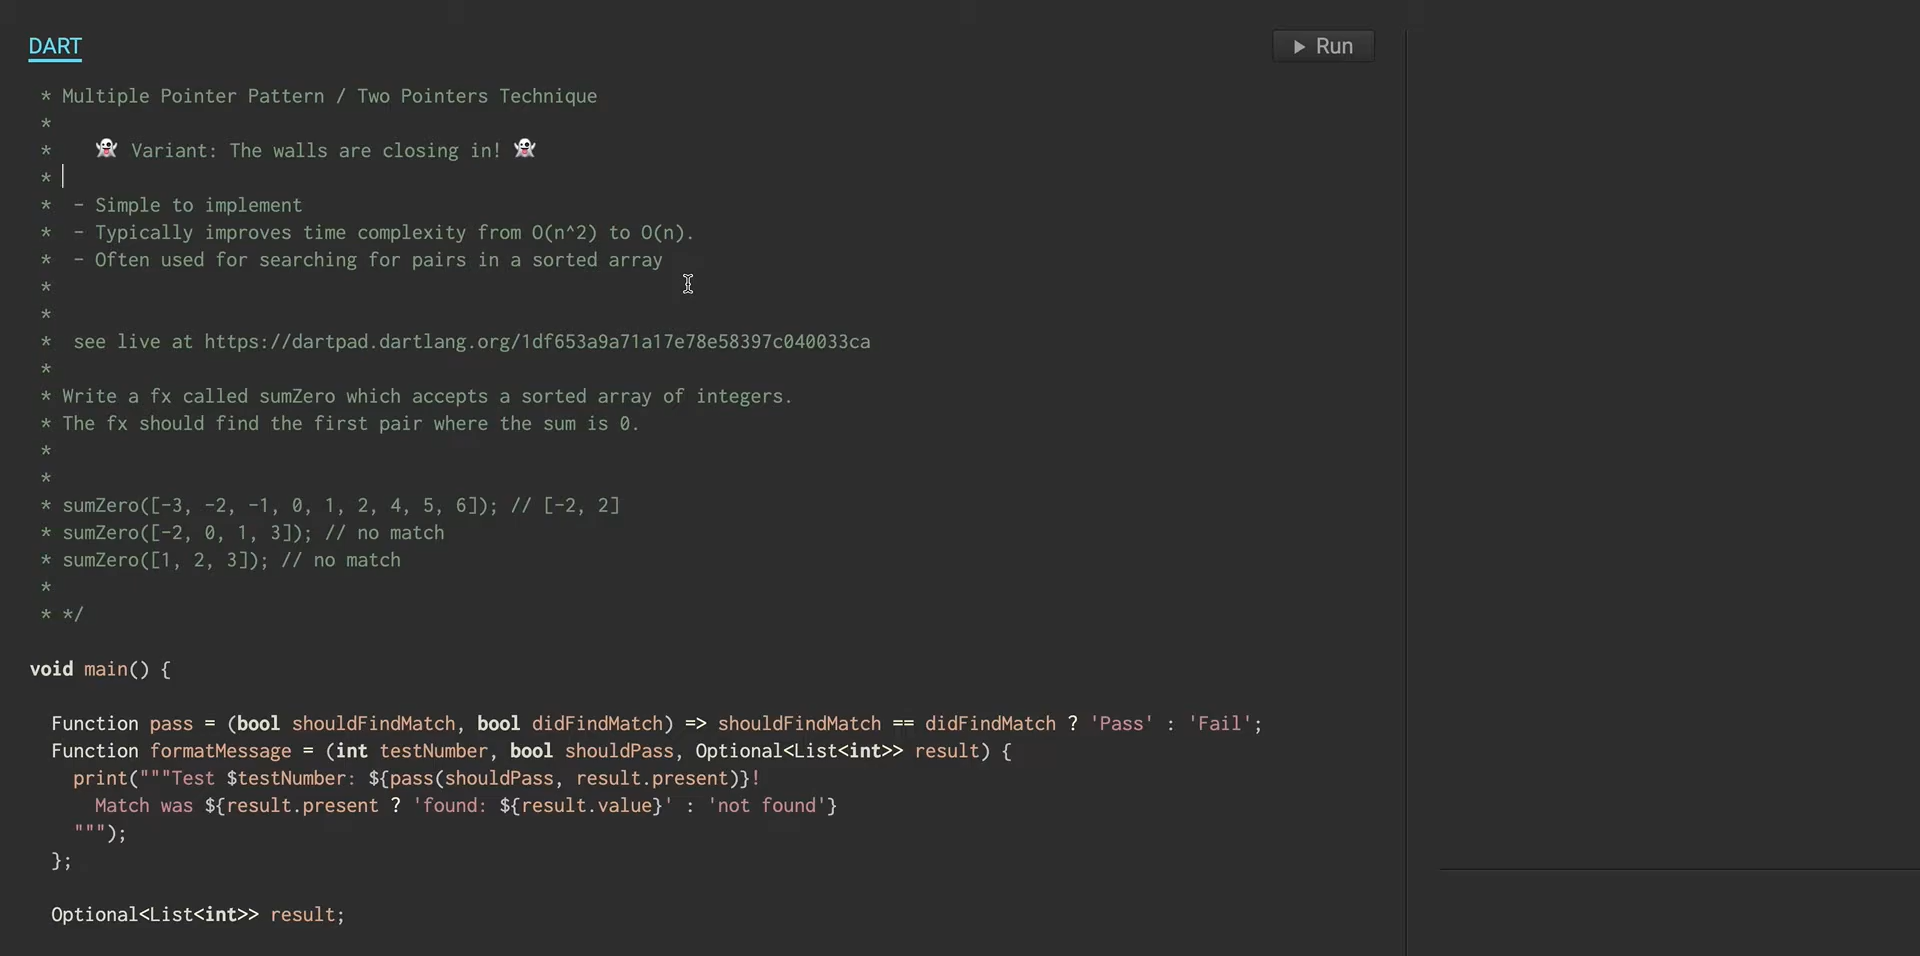 DART
Run
* Multiple Pointer Pattern / Two Pointers Technique
*
* 👻 Variant: The walls are closing in! 👻
*
* - Simple to implement
* - Typically improves time complexity from O(n^2) to O(n).
* - Often used for searching for pairs in a sorted array
*
*
* see live at https://dartpad.dartlang.org/1df653a9a71a17e78e58397c040033ca
*
* Write a fx called sumZero which accepts a sorted array of integers.
* The fx should find the first pair where the sum is 0.
*
*
* sumZero([-3, -2, -1, 0, 1, 2, 4, 5, 6]); // [-2, 2]
* sumZero([-2, 0, 1, 3]); // no match
* sumZero([1, 2, 3]); // no match
*
* */
void main() {
Function pass = (bool shouldFindMatch, bool didFindMatch) => shouldFindMatch == didFindMatch ? 'Pass' : 'Fail';
Function formatMessage = (int testNumber, bool shouldPass, Optional<List<int>> result) {
print("""Test $testNumber: ${pass(shouldPass, result.present)}!
Match was ${result.present ? 'found: ${result.value}' : 'not found'}
""");
};
Optional<List<int>> result;